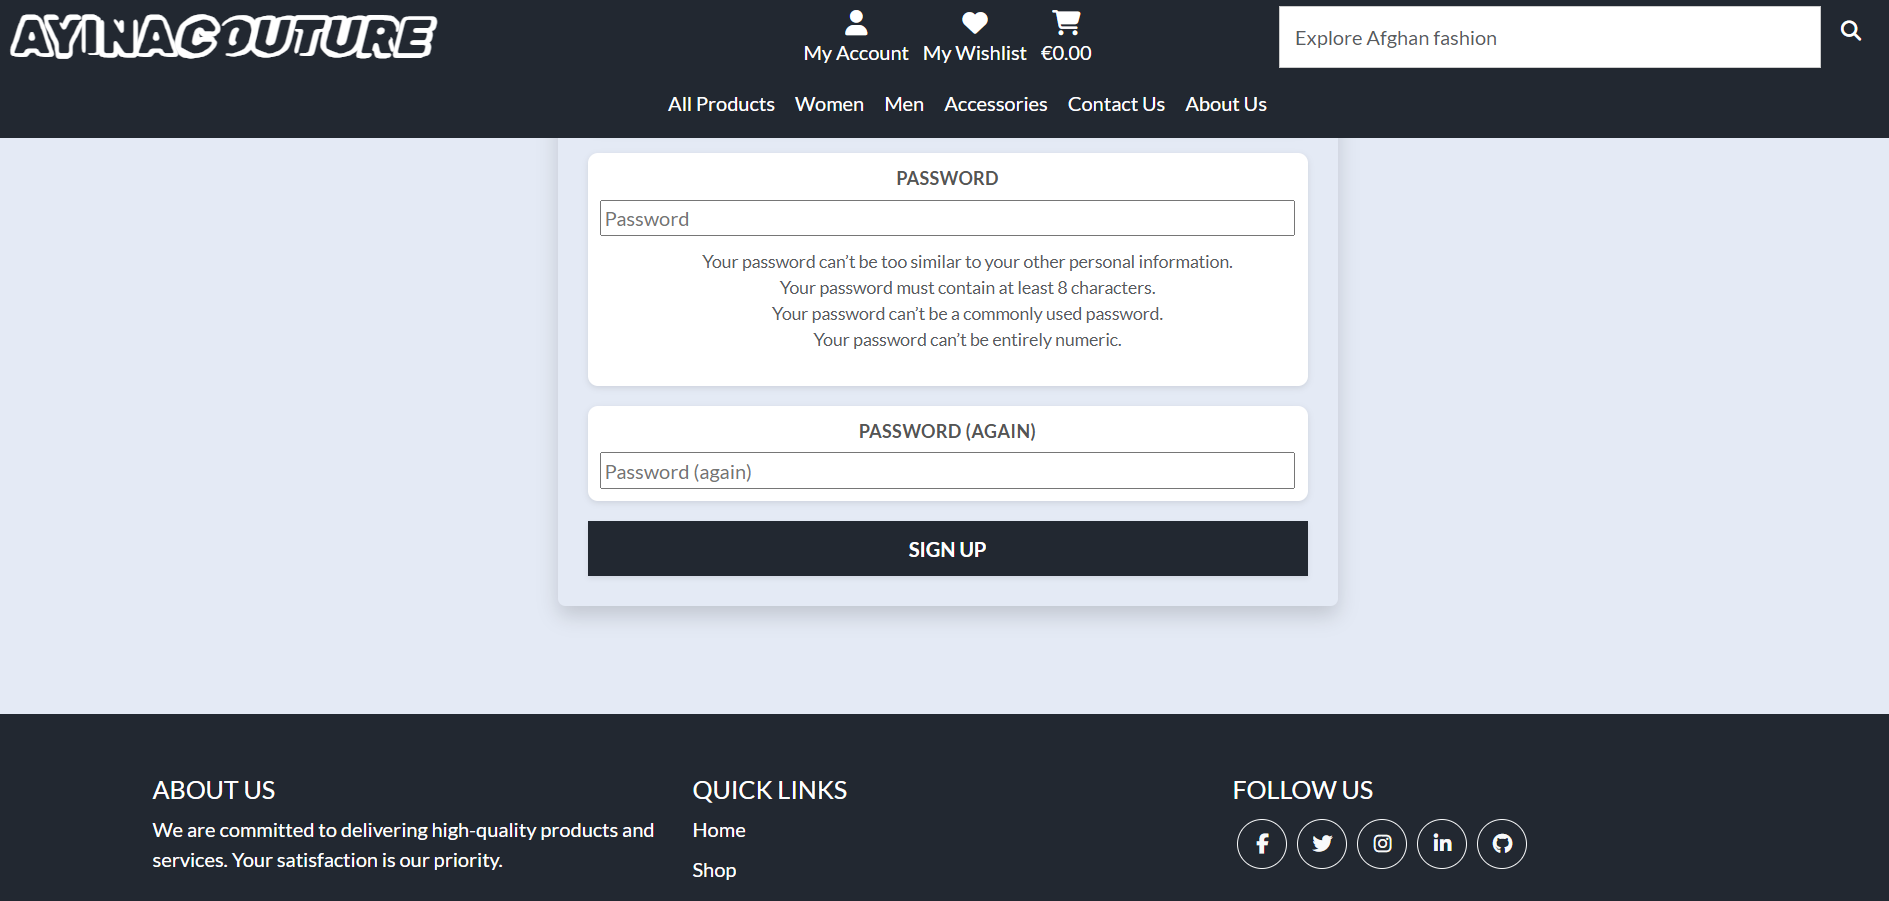 AYINACOUTURE
My Account My Wishlist €0.00
Explore Afghan fashion
All Products Women Men Accessories Contact Us About Us
PASSWORD
Password
Your password can’t be too similar to your other personal information.
Your password must contain at least 8 characters.
Your password can’t be a commonly used password.
Your password can’t be entirely numeric.
PASSWORD (AGAIN)
Password (again)
SIGN UP
ABOUT US
We are committed to delivering high-quality products and
services. Your satisfaction is our priority.
QUICK LINKS
Home
Shop
FOLLOW US